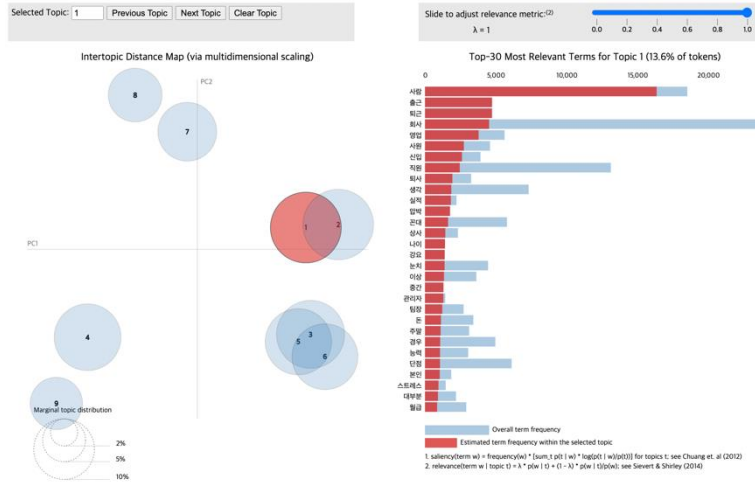 Selected Topic: 1 Previous Topic Next Topic Clear Topic
Slide to adjust relevance metric:(2)
λ = 1
0.0 0.2 0.4 0.6 0.8 1.0
Intertopic Distance Map (via multidimensional scaling)
PC2
PC1
8
7
1
2
3
5
6
4
9
Marginal topic distribution
2%
5%
10%
Top-30 Most Relevant Terms for Topic 1 (13.6% of tokens)
0 5,000 10,000 15,000 20,000
사람
출근
퇴근
회사
영업
사원
신입
직원
퇴사
생각
실적
압박
꼰대
상사
나이
강요
눈치
이상
중간
관리자
팀장
돈
주말
경우
능력
단점
본인
스트레스
대부분
월급
Overall term frequency
Estimated term frequency within the selected topic
1. saliency(term w) = frequency(w) * [sum_t p(t | w) * log(p(t | w)/p(t))] for topics t; see Chuang et. al (2012)
2. relevance(term w | topic t) = λ * p(w | t) + (1 - λ) * p(w | t)/p(w); see Sievert & Shirley (2014)